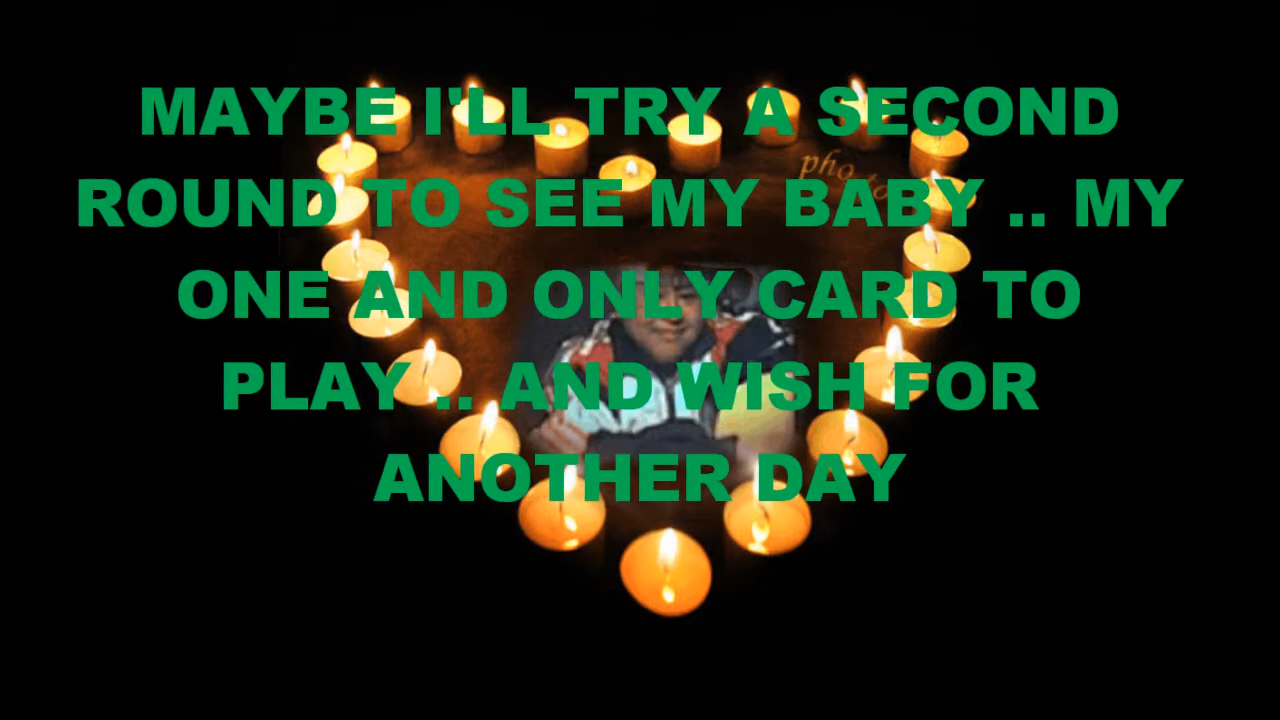 MAYBE I'LL TRY A SECOND
ROUND TO SEE MY BABY .. MY
ONE AND ONLY CARD TO
PLAY .. AND WISH FOR
ANOTHER DAY